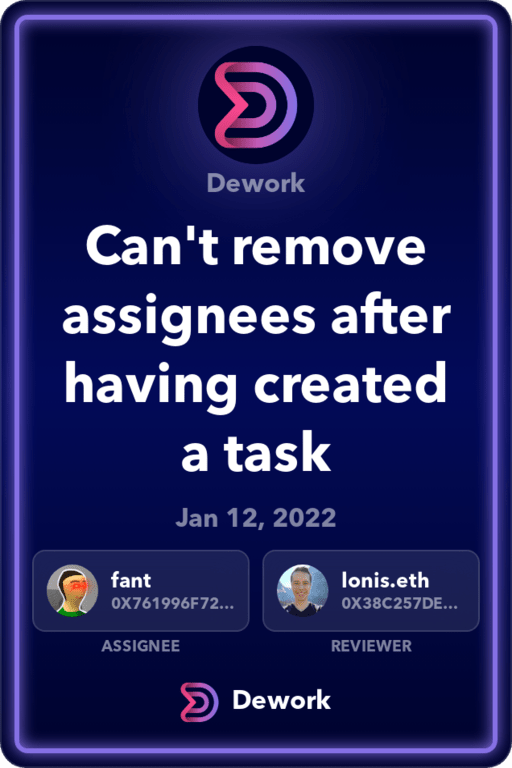 Dework
Can't remove
assignees after
having created
a task
Jan 12, 2022
fant
0X761996F72...
ASSIGNEE
lonis.eth
0X38C257DE...
REVIEWER
Dework